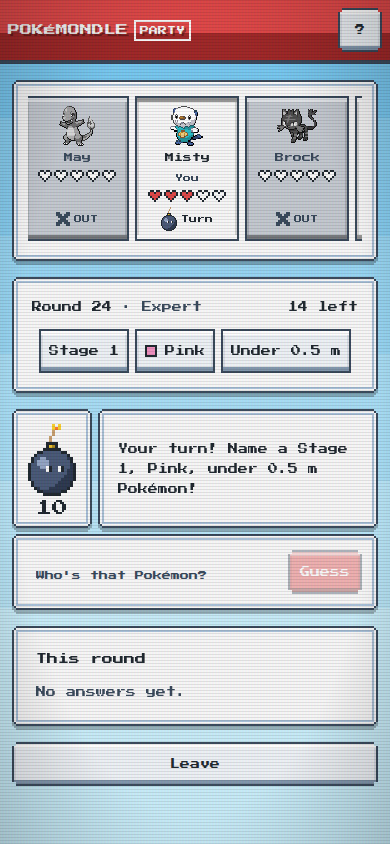 POKéMONDLE PARTY
?
May
OUT
Misty
You
Turn
Brock
OUT
Round 24 · Expert
14 left
Stage 1
Pink
Under 0.5 m
10
Your turn! Name a Stage
1, Pink, under 0.5 m
Pokémon!
Who's that Pokémon?
Guess
This round
No answers yet.
Leave